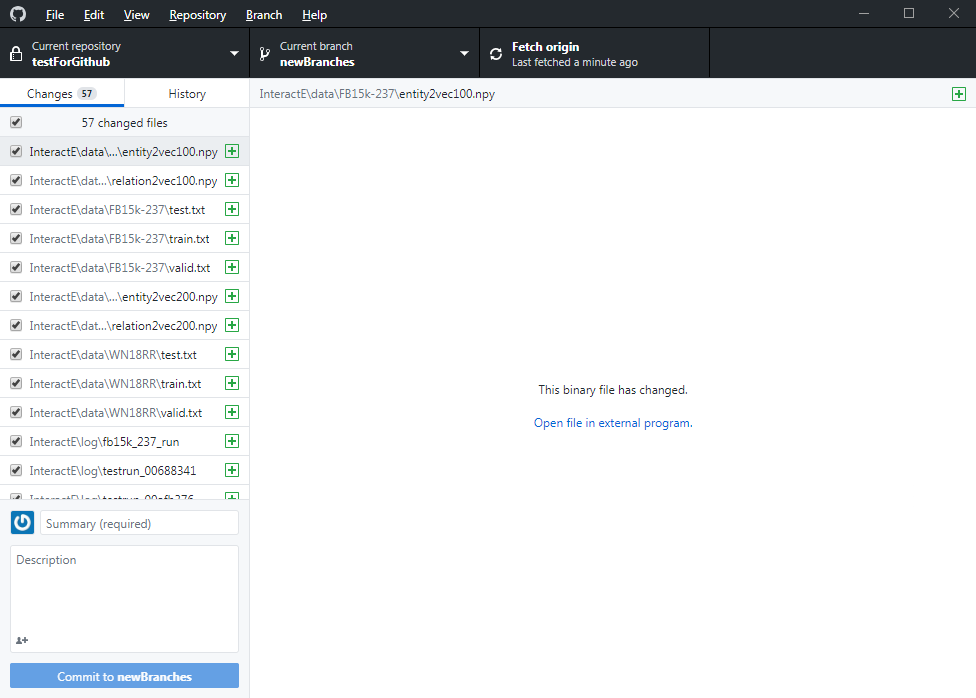 File Edit View Repository Branch Help
Current repository
testForGithub
Current branch
newBranches
Fetch origin
Last fetched a minute ago
Changes 57
History
InteractE\data\FB15k-237\entity2vec100.npy
57 changed files
InteractE\data\...\entity2vec100.npy
InteractE\dat...\relation2vec100.npy
InteractE\data\FB15k-237\test.txt
InteractE\data\FB15k-237\train.txt
InteractE\data\FB15k-237\valid.txt
InteractE\data\...\entity2vec200.npy
InteractE\dat...\relation2vec200.npy
InteractE\data\WN18RR\test.txt
InteractE\data\WN18RR\train.txt
InteractE\data\WN18RR\valid.txt
InteractE\log\fb15k_237_run
InteractE\log\testrun_00688341
This binary file has changed.
Open file in external program.
Summary (required)
Description
Commit to newBranches